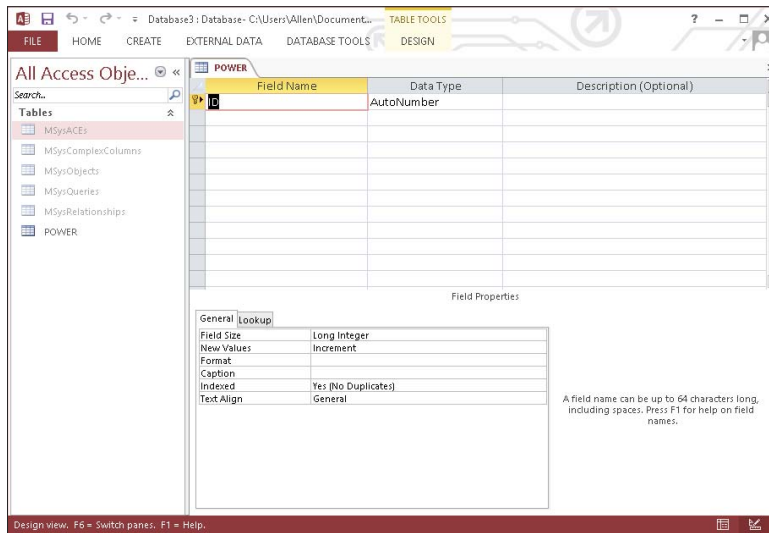 Database3 : Database- C:\Users\Allen\Document...
TABLE TOOLS
?
FILE HOME CREATE EXTERNAL DATA DATABASE TOOLS DESIGN
All Access Obje... «
Search..
Tables
MSysACEs
MSysComplexColumns
MSysObjects
MSysQueries
MSysRelationships
POWER
POWER
Field Name Data Type Description (Optional)
ID AutoNumber
Field Properties
General Lookup
Field Size Long Integer
New Values Increment
Format
Caption
Indexed Yes (No Duplicates)
Text Align General
A field name can be up to 64 characters long,
including spaces. Press F1 for help on field
names.
Design view. F6 = Switch panes. F1 = Help.